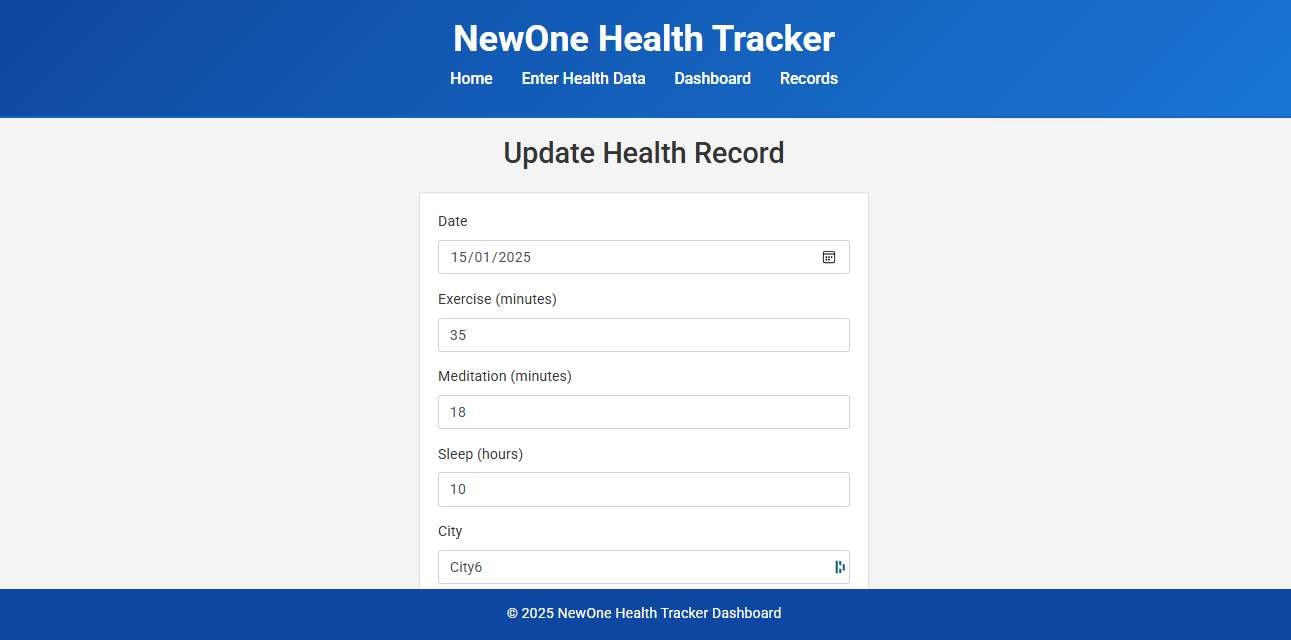 NewOne Health Tracker
Home Enter Health Data Dashboard Records
Update Health Record
Date
15/01/2025
Exercise (minutes)
35
Meditation (minutes)
18
Sleep (hours)
10
City
City6
© 2025 NewOne Health Tracker Dashboard